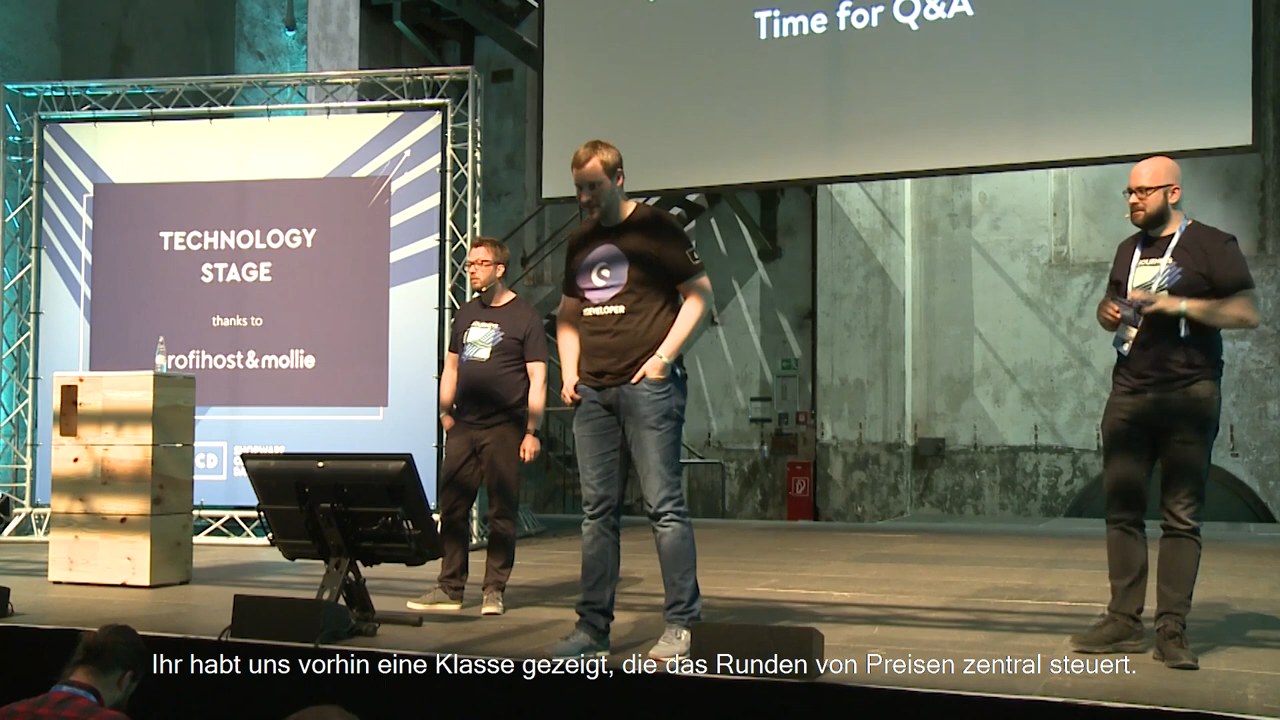 Time for Q&A
TECHNOLOGY
STAGE
thanks to
rofihost & mollie
CD
DEVELOPER
Ihr habt uns vorhin eine Klasse gezeigt, die das Runden von Preisen zentral steuert.